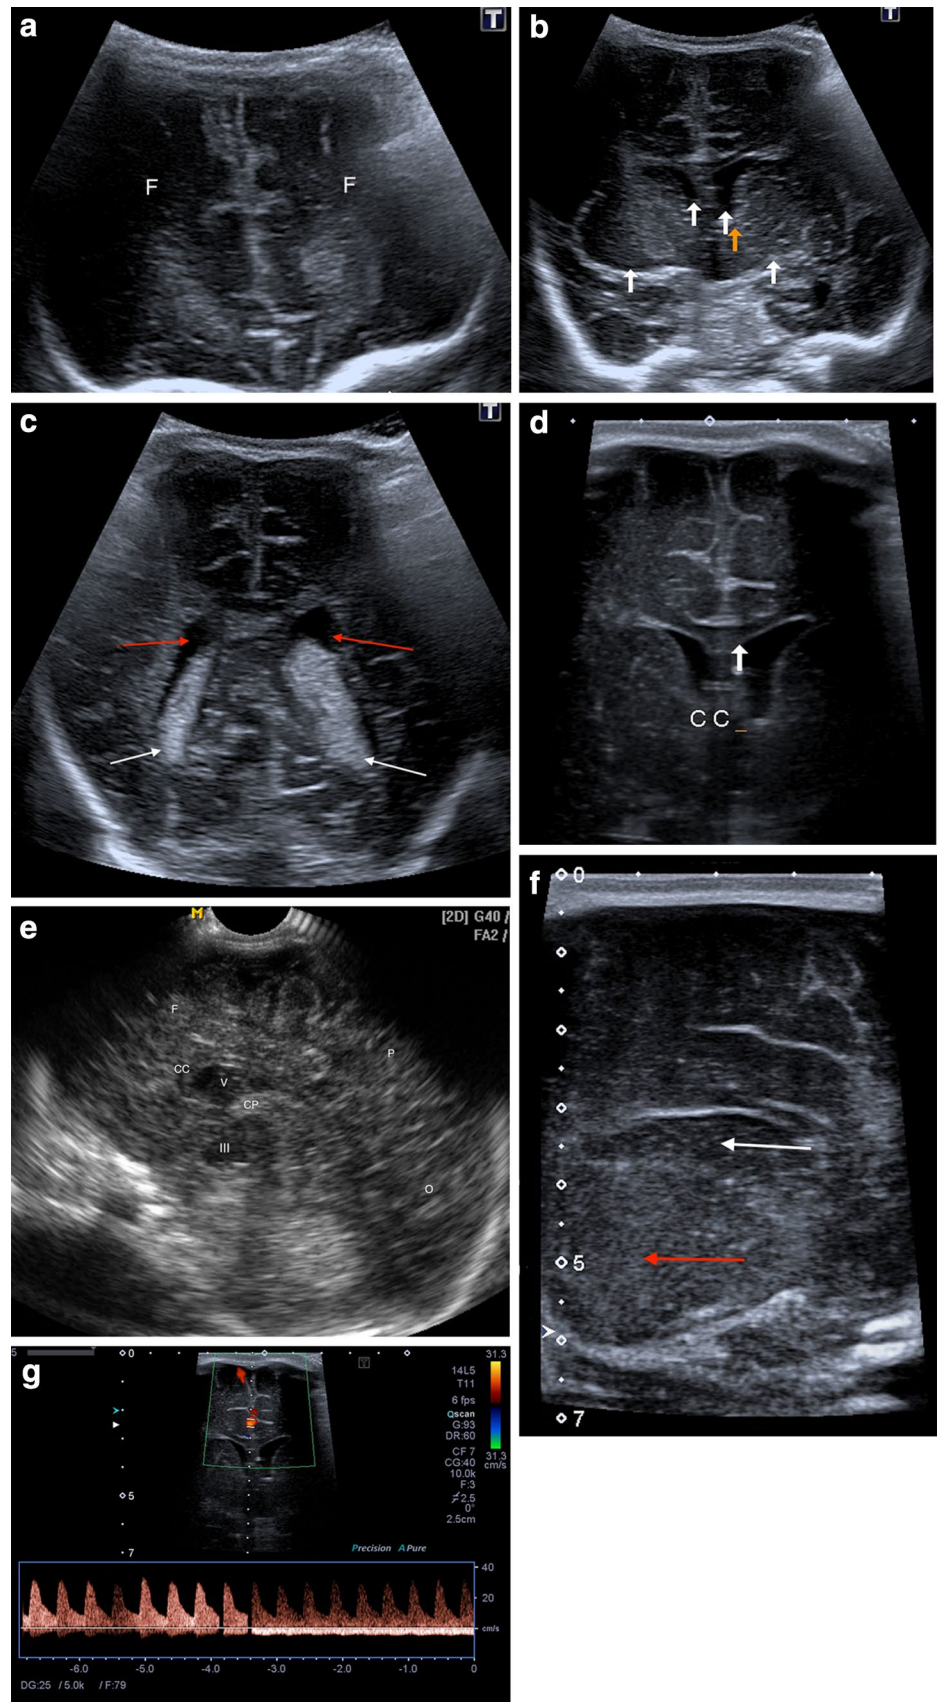 a
T
F
F
b
T
c
T
d
C C _
e
M
[2D] G40 /
FA2 /
F
CC
V
CP
III
P
O
f
0
5
7
g
5
0
5
7
31.3
14L5
T11
6 fps
Qscan
G:93
DR:60
CF 7
CG:40
10.0k
F:3
2.5
0°
2.5cm
31.3
cm/s
Precision A Pure
40
20
cm/s
-6.0 -5.0 -4.0 -3.0 -2.0 -1.0 0
DG:25 / 5.0k / F:79